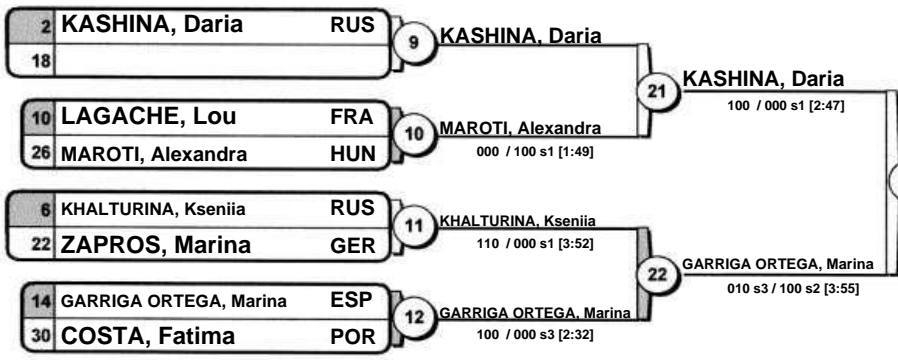 2 KASHINA, Daria RUS
18
9
KASHINA, Daria
10 LAGACHE, Lou FRA
26 MAROTI, Alexandra HUN
10
MAROTI, Alexandra
000 / 100 s1 [1:49]
21
KASHINA, Daria
100 / 000 s1 [2:47]
6 KHALTURINA, Kseniia RUS
22 ZAPROS, Marina GER
11
KHALTURINA, Kseniia
110 / 000 s1 [3:52]
14 GARRIGA ORTEGA, Marina ESP
30 COSTA, Fatima POR
12
GARRIGA ORTEGA, Marina
100 / 000 s3 [2:32]
22
GARRIGA ORTEGA, Marina
010 s3 / 100 s2 [3:55]